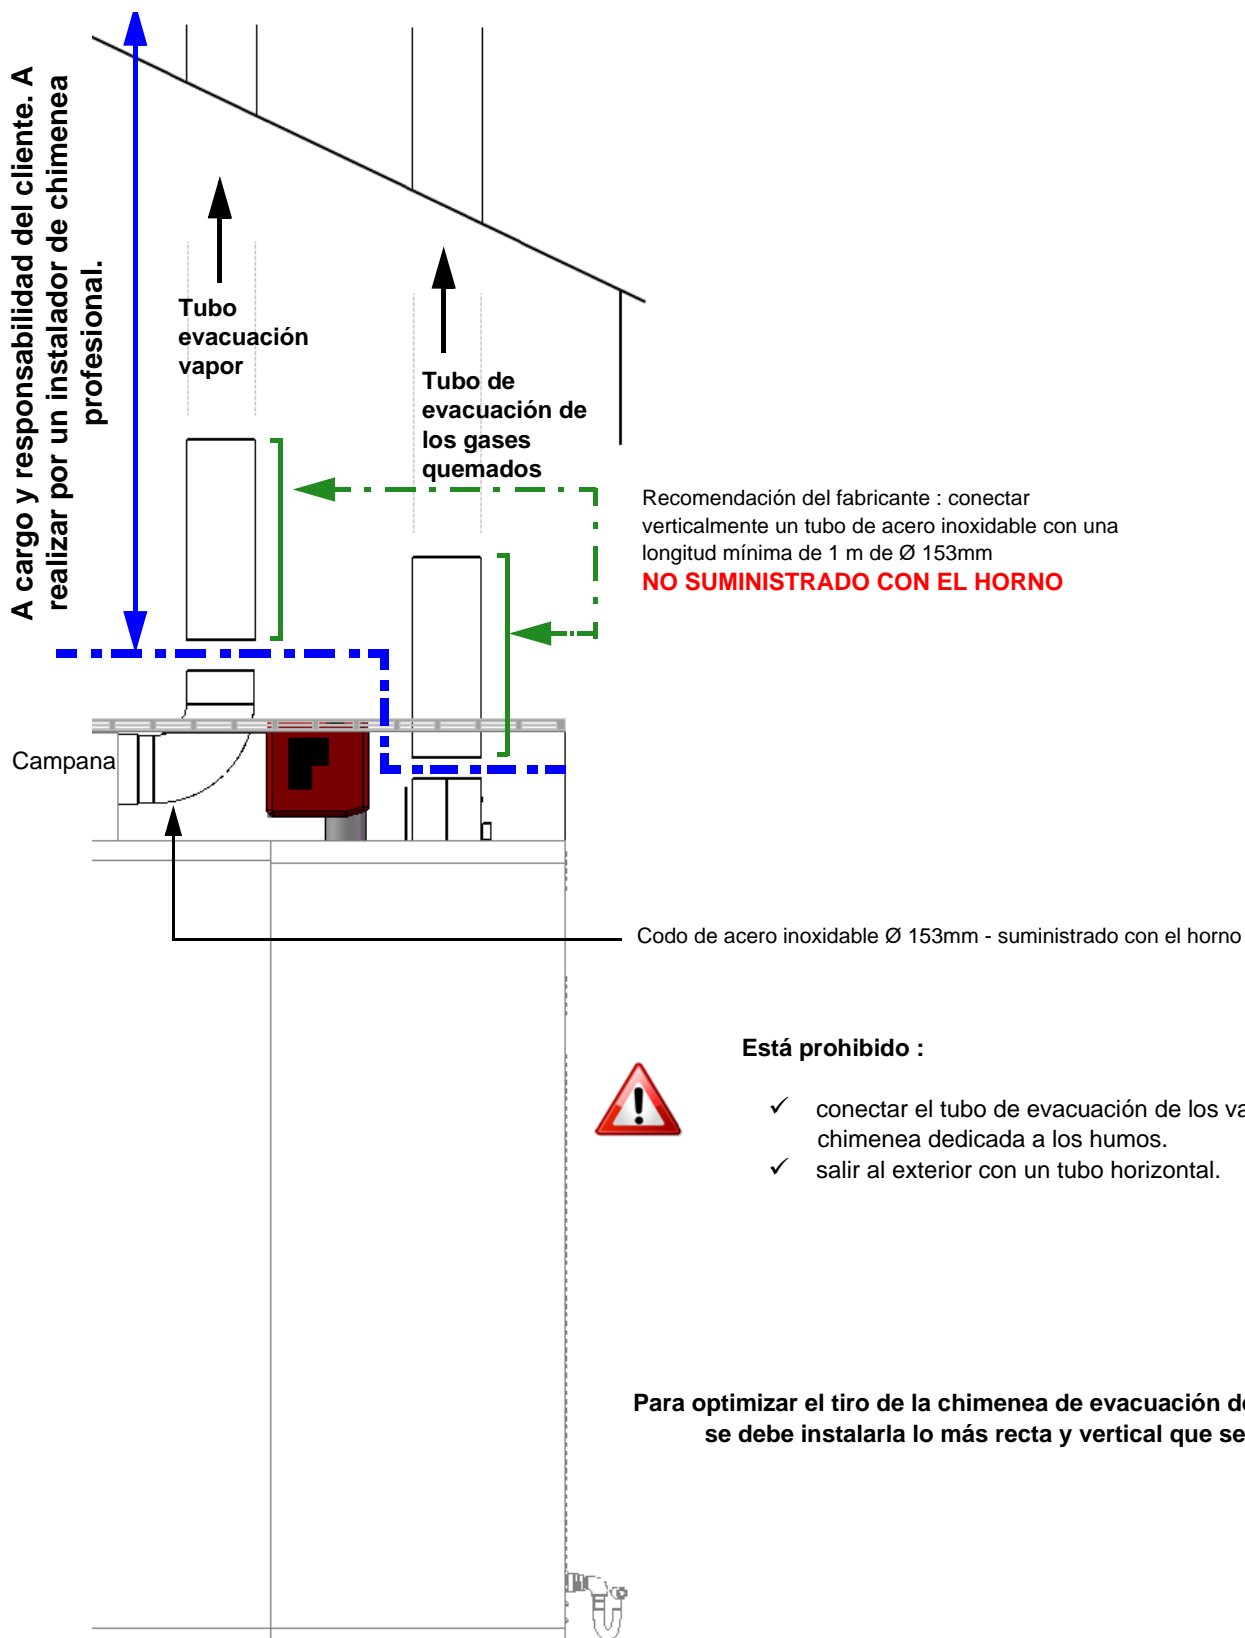 A cargo y responsabilidad del cliente. A
realizar por un instalador de chimenea
profesional.
Tubo
evacuación
vapor
Tubo de
evacuación de
los gases
quemados
Recomendación del fabricante : conectar
verticalmente un tubo de acero inoxidable con una
longitud mínima de 1 m de Ø 153mm
NO SUMINISTRADO CON EL HORNO
Campana
Codo de acero inoxidable Ø 153mm - suministrado con el horno
Está prohibido :
✓ conectar el tubo de evacuación de los
chimenea dedicada a los humos.
✓ salir al exterior con un tubo horizontal.
Para optimizar el tiro de la chimenea de evacuación
se debe instalarla lo más recta y vertical que